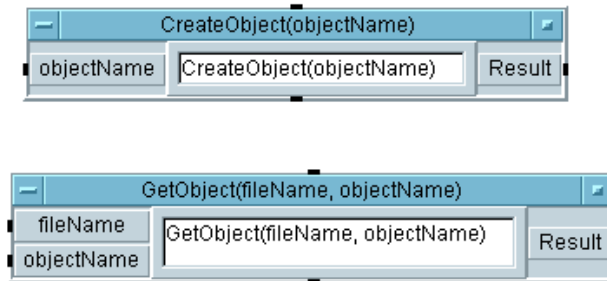 CreateObject(objectName)
objectName CreateObject(objectName) Result
GetObject(fileName, objectName)
fileName
GetObject(fileName, objectName)
Result
objectName